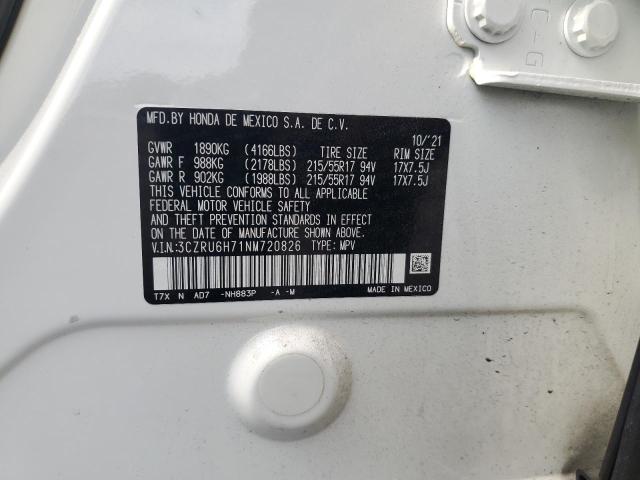 MFD.BY HONDA DE MEXICO S.A. DE C.V.
10/'21
GVWR 1890KG (4166LBS) TIRE SIZE RIM SIZE
GAWR F 988KG (2178LBS) 215/55R17 94V 17X7.5J
GAWR R 902KG (1988LBS) 215/55R17 94V 17X7.5J
THIS VEHICLE CONFORMS TO ALL APPLICABLE
FEDERAL MOTOR VEHICLE SAFETY
AND THEFT PREVENTION STANDARDS IN EFFECT
ON THE DATE OF MANUFACTURE SHOWN ABOVE.
V.I.N.:3CZRU6H71NM720826 TYPE: MPV
T7X N AD7 -NH883P -A -M MADE IN MEXICO